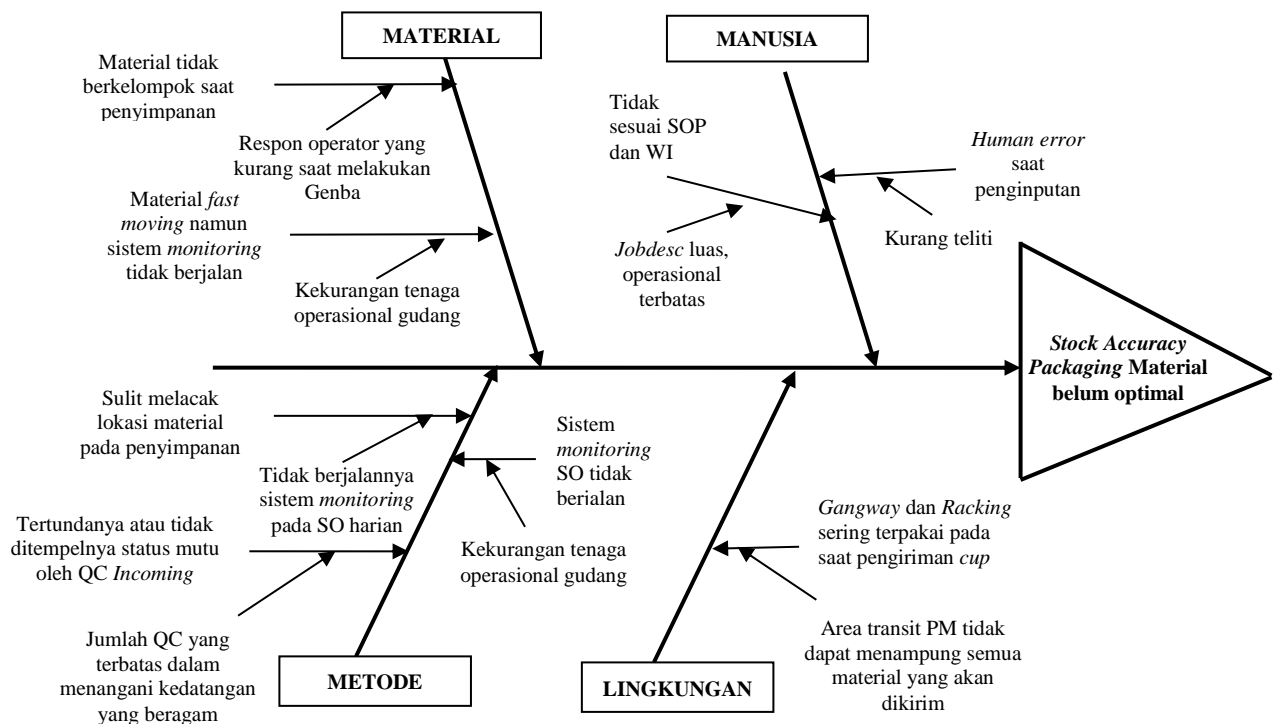 MATERIAL
MANUSIA
Material tidak
berkelompok saat
penyimpanan
Respon operator yang
kurang saat melakukan
Genba
Material fast
moving namun
sistem monitoring
tidak berjalan
Kekurangan tenaga
operasional gudang
Tidak
sesuai SOP
dan WI
Jobdesc luas,
operasional
terbatas
Human error
saat
penginputan
Kurang teliti
Stock Accuracy
Packaging Material
belum optimal
Sulit melacak
lokasi material
pada penyimpanan
Tidak berjalannya
sistem monitoring
pada SO harian
Sistem
monitoring
SO tidak
berialan
Kekurangan tenaga
operasional gudang
Tertundanya atau tidak
ditempelnya status mutu
oleh QC Incoming
Jumlah QC yang
terbatas dalam
menangani kedatangan
yang beragam
Gangway dan Racking
sering terpakai pada
saat pengiriman cup
Area transit PM tidak
dapat menampung semua
material yang akan
dikirim
METODE
LINGKUNGAN